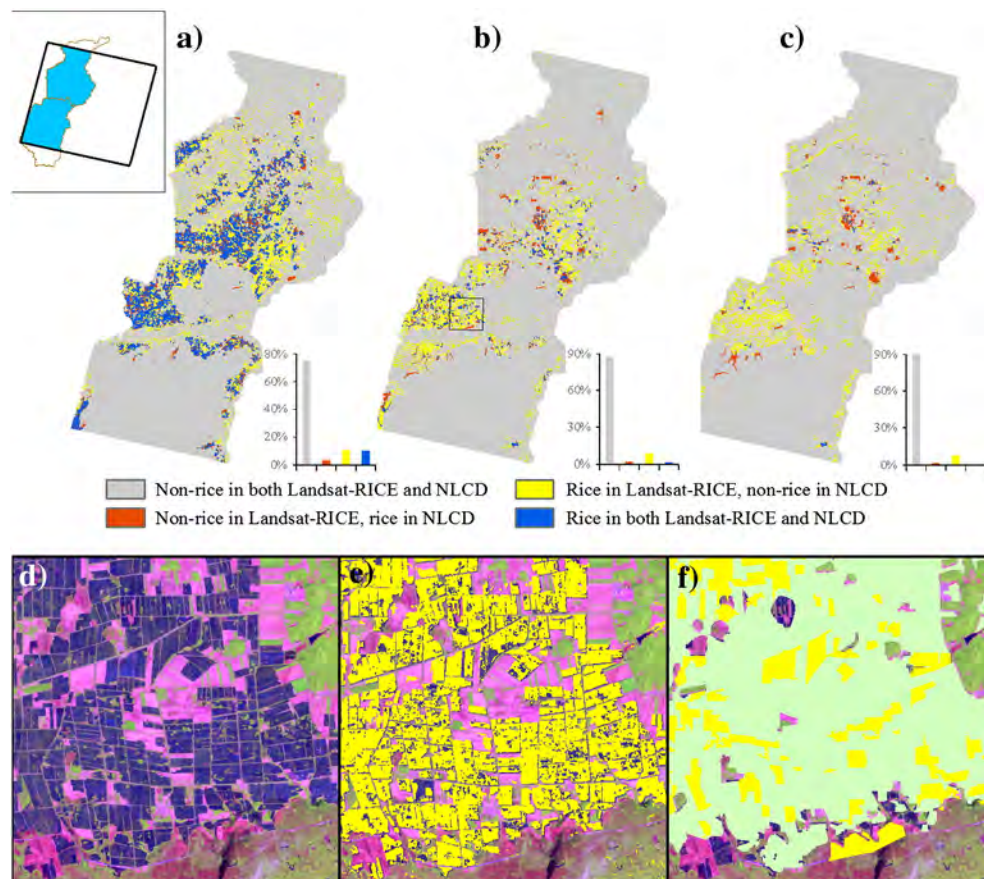 a)
b)
c)
80%
60%
40%
20%
0%
90%
60%
30%
0%
90%
60%
30%
0%
Non-rice in both Landsat-RICE and NLCD
Rice in Landsat-RICE, non-rice in NLCD
Non-rice in Landsat-RICE, rice in NLCD
Rice in both Landsat-RICE and NLCD
d)
e)
f)